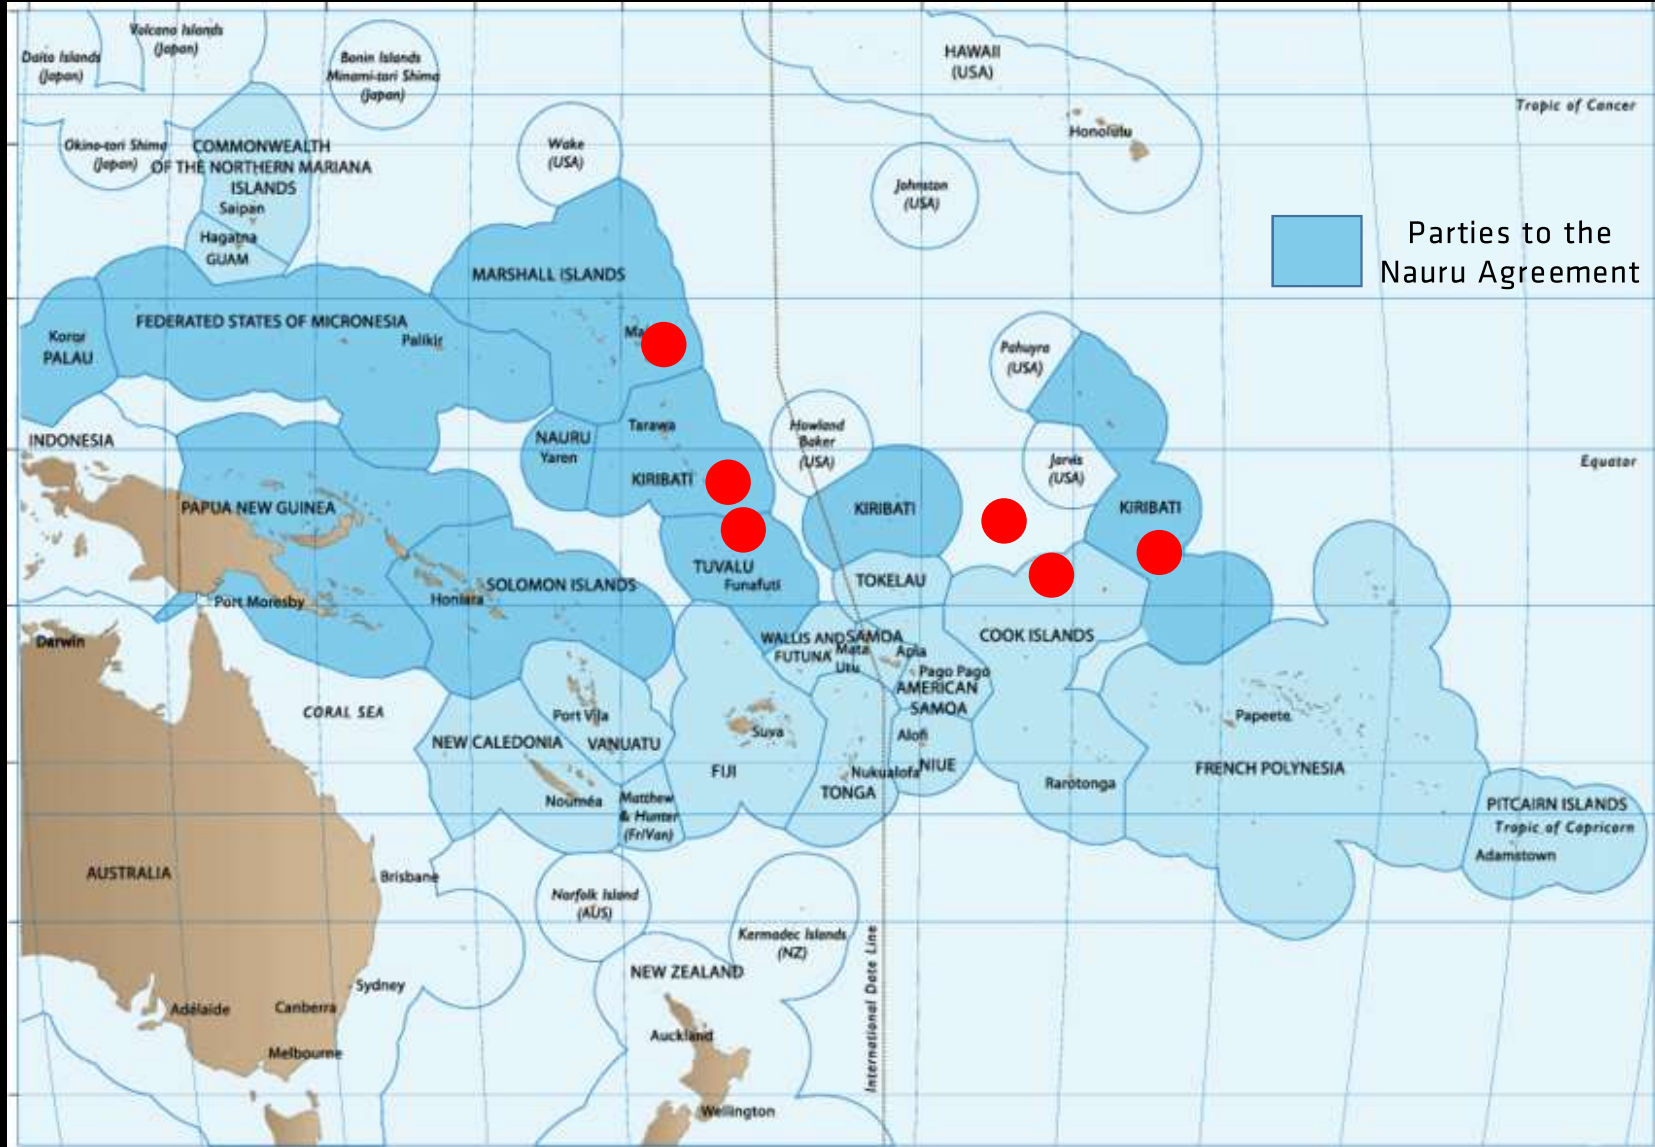 Daito Islands
(Japan)
Volcano Islands
(Japan)
Bonin Islands
Minami-tori Shima
(Japan)
HAWAII
(USA)
Honolulu
Tropic of Cancer
Okino-tori Shima
(Japan)
COMMONWEALTH
OF THE NORTHERN MARIANA
ISLANDS
Saipan
Hagatna
GUAM
Wake
(USA)
Johnston
(USA)
Parties to the
Nauru Agreement
MARSHALL ISLANDS
FEDERATED STATES OF MICRONESIA
Palikir
Koror
PALAU
Pahuyra
(USA)
INDONESIA
NAURU
Yaren
Tarawa
KIRIBATI
Howland
Baker
(USA)
Jarvis
(USA)
Equator
KIRIBATI
KIRIBATI
PAPUA NEW GUINEA
Port Moresby
SOLOMON ISLANDS
Honiara
TUVALU
Funafuti
TOKELAU
Darwin
WALLIS AND
FUTUNA
Mata
Utu
SAMOA
Apia
Pago Pago
AMERICAN
SAMOA
COOK ISLANDS
CORAL SEA
Port Vila
VANUATU
NEW CALEDONIA
Nouméa
Suva
FIJI
Alofi
NIUE
Nukualofa
TONGA
Rarotonga
Papeete
FRENCH POLYNESIA
Matthew
& Hunter
(Fr/Van)
PITCAIRN ISLANDS
Tropic of Capricorn
Adamstown
AUSTRALIA
Brisbane
Norfolk Island
(AUS)
Kermadec Islands
(NZ)
NEW ZEALAND
International Date Line
Sydney
Adélaide
Canberra
Melbourne
Auckland
Wellington